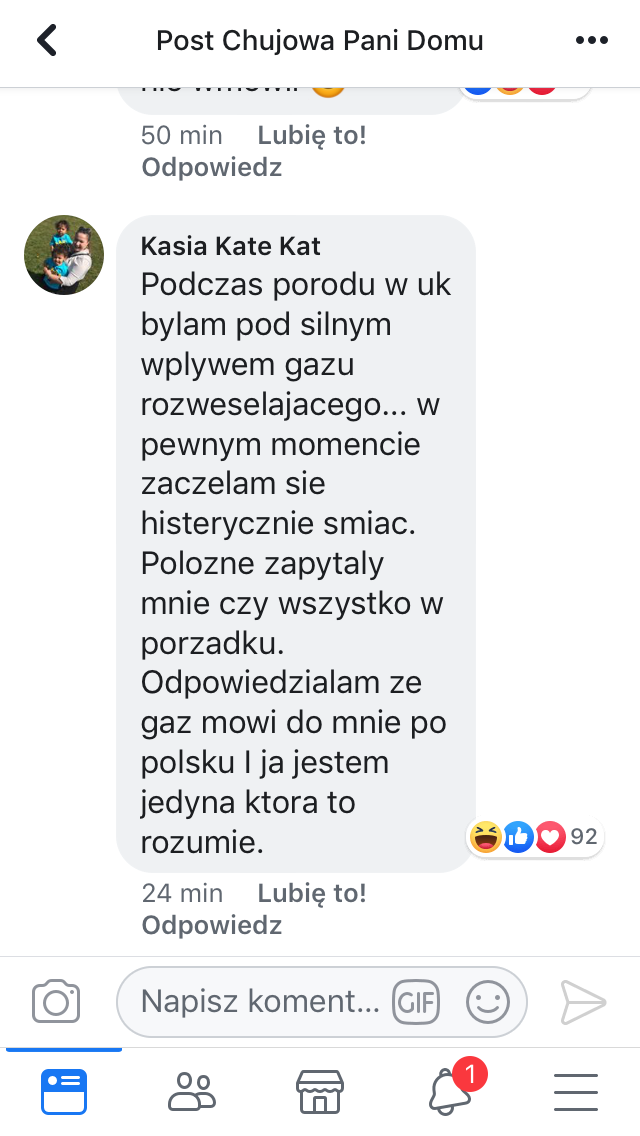 Post Chujowa Pani Domu
50 min Lubię to!
Odpowiedz
Kasia Kate Kat
Podczas porodu w uk
bylam pod silnym
wplywem gazu
rozweselajacego... w
pewnym momencie
zaczelam sie
histerycznie smiac.
Polozne zapytaly
mnie czy wszystko w
porzadku.
Odpowiedzialam ze
gaz mowi do mnie po
polsku I ja jestem
jedyna ktora to
rozumie.
92
24 min Lubię to!
Odpowiedz
Napisz koment... GIF
1